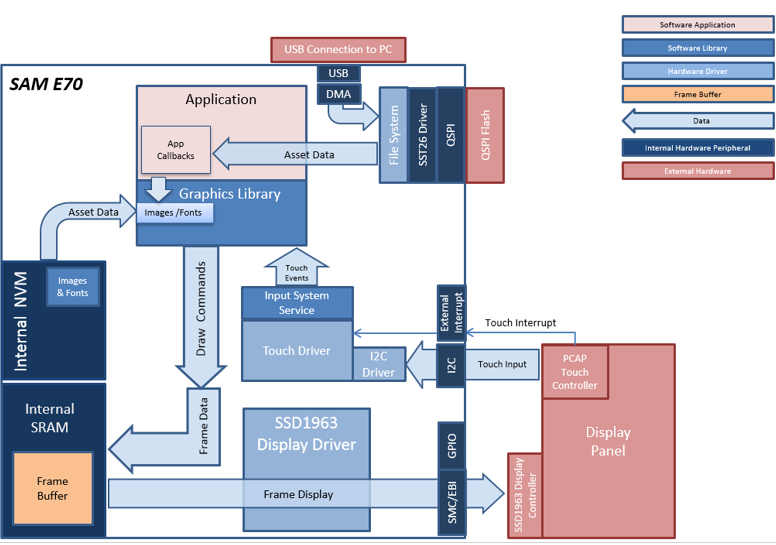 USB Connection to PC
Software Application
Software Library
Hardware Driver
Frame Buffer
Data
Internal Hardware Peripheral
External Hardware
SAM E70
USB
DMA
Application
App
Callbacks
Asset Data
File System
SST26 Driver
QSPI
QSPI Flash
Graphics Library
Images /Fonts
Asset Data
Internal NVM
Images
& Fonts
Draw Commands
Touch
Events
Input System
Service
Touch Driver
I2C
Driver
External
Interrupt
Touch Interrupt
I2C
Touch Input
PCAP
Touch
Controller
Display
Panel
Internal
SRAM
Frame
Buffer
Frame Data
SSD1963
Display Driver
Frame Display
GPIO
SMC/EBI
SSD1963 Display
Controller